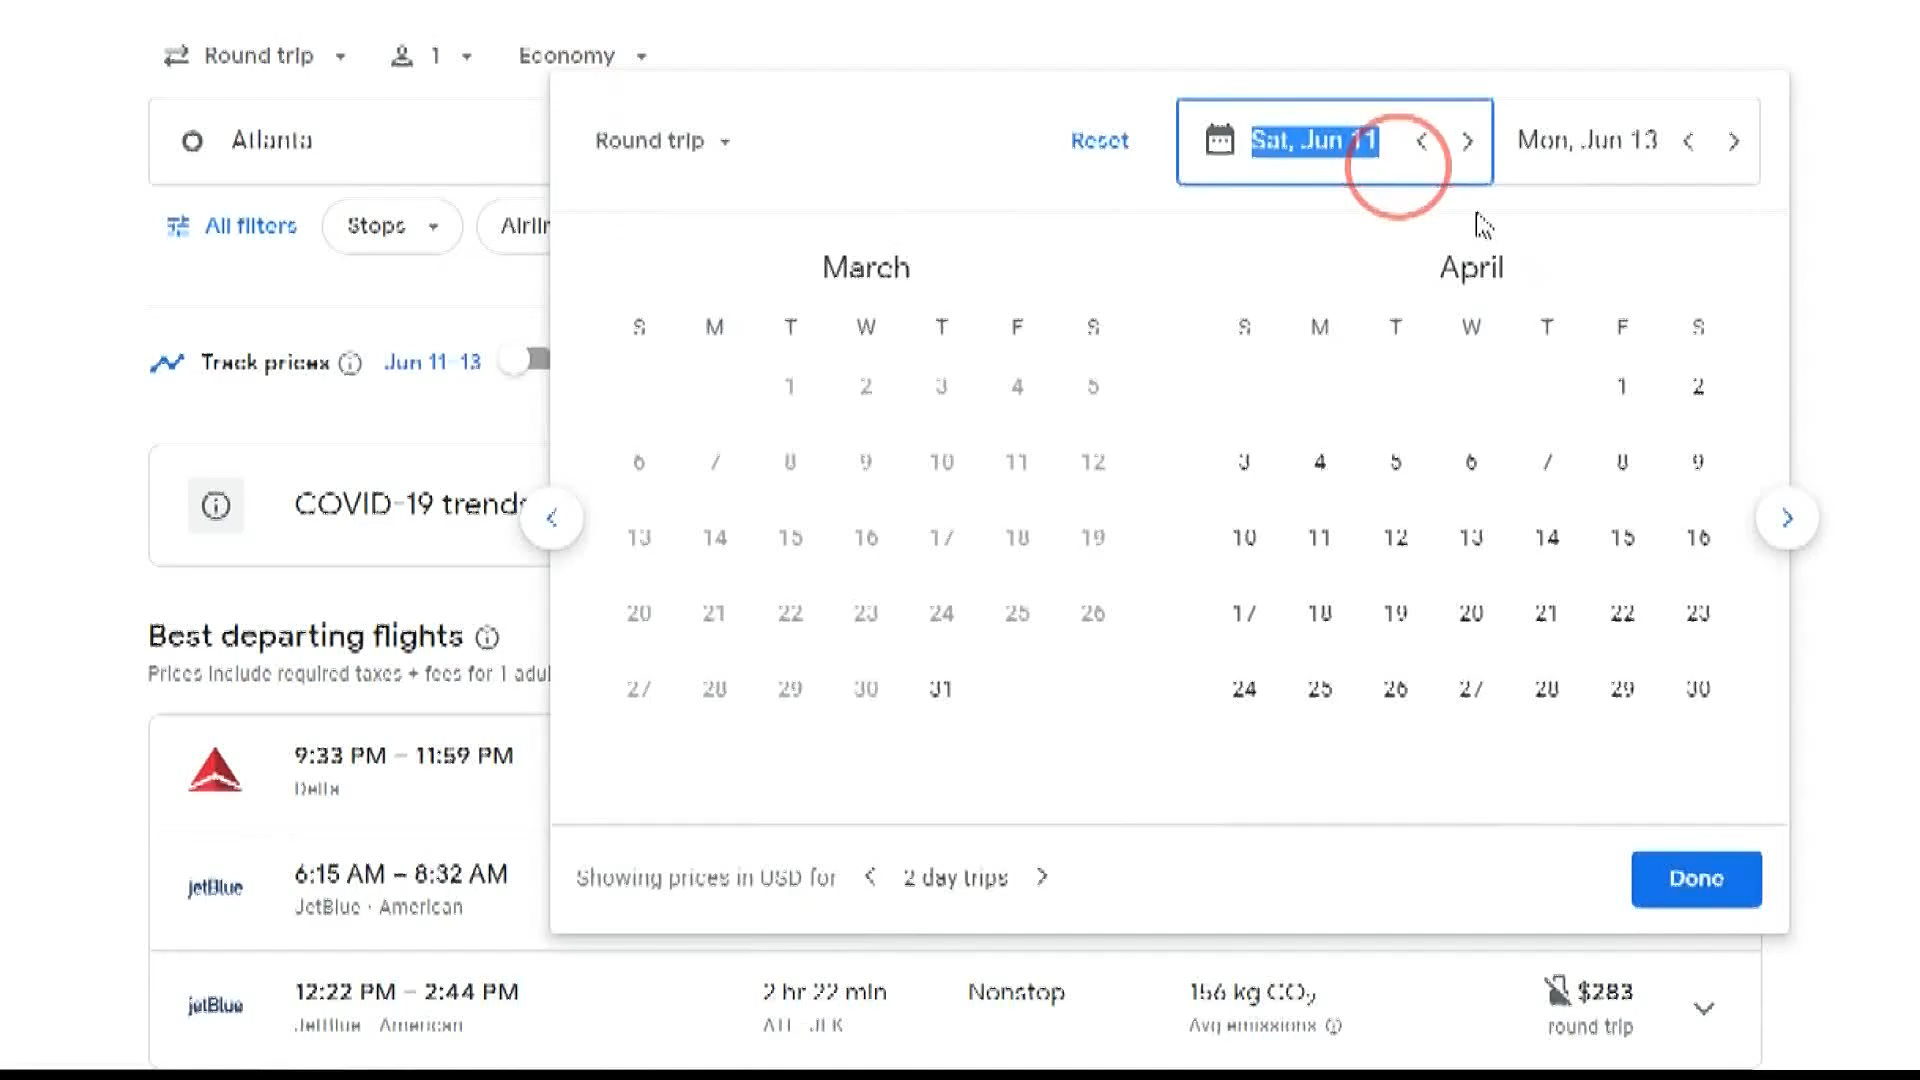 Round trip 1 Economy
Atlanta
Round trip Reset Sat, Jun 11 Mon, Jun 13
All filters Stops
March April
S M T W T F S S M T W T F S
1 2 3 4 5 1 2
6 7 8 9 10 11 12 3 4 5 6 7 8 9
13 14 15 16 17 18 19 10 11 12 13 14 15 16
20 21 22 23 24 25 26 17 18 19 20 21 22 23
27 28 29 30 31 24 25 26 27 28 29 30
Track prices Jun 11–13
COVID-19 trends
Best departing flights
Prices include required taxes + fees for 1 adul
9:33 PM – 11:59 PM
Delta
jetBlue 6:15 AM – 8:32 AM
JetBlue · American
Showing prices in USD for 2 day trips Done
jetBlue 12:22 PM – 2:44 PM 2 hr 22 min Nonstop 156 kg CO₂ $283
JetBlue · American ATL–JFK Avg emissions round trip